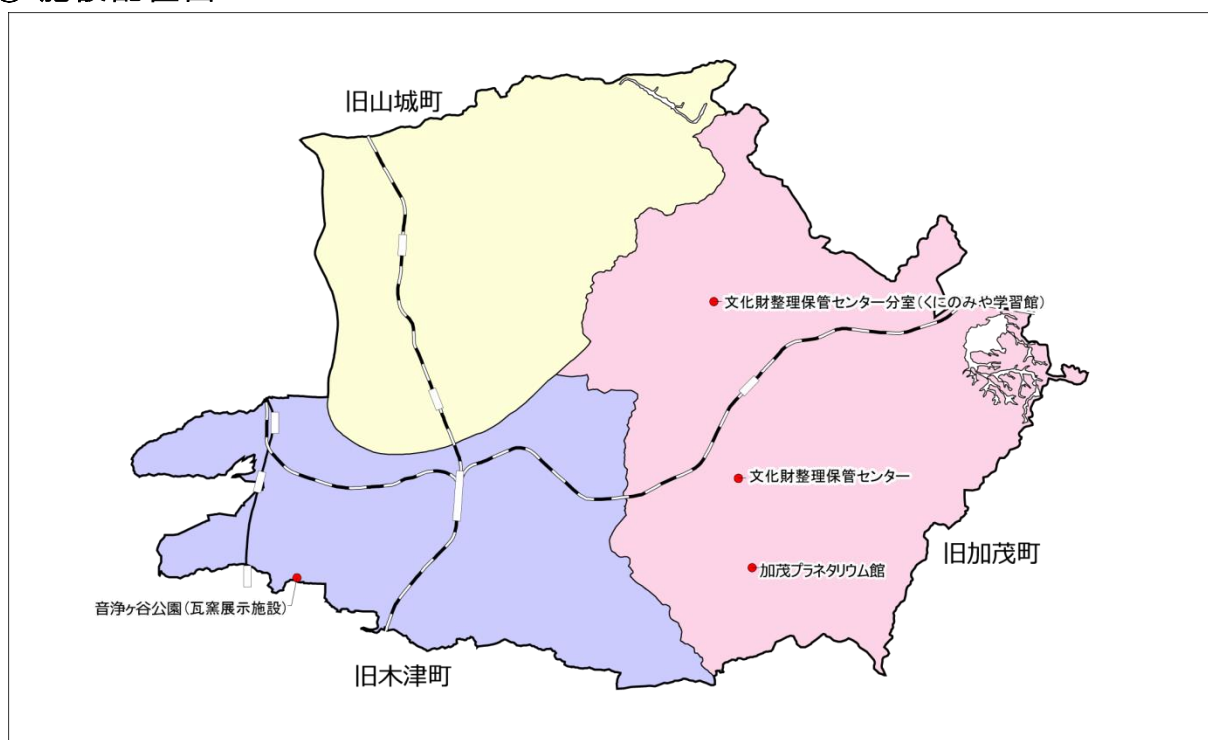 旧山城町
文化財整理保管センター分室(くにのみや学習館)
文化財整理保管センター
旧加茂町
加茂プラネタリウム館
音浄ヶ谷公園(瓦窯展示施設)
旧木津町